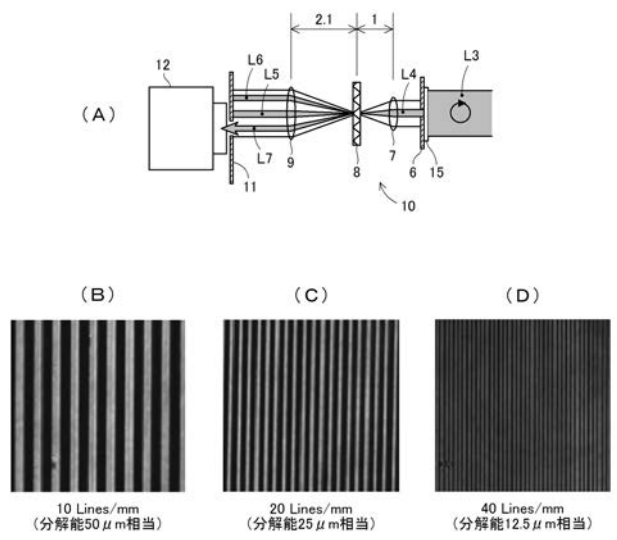 2.1
1
12
L6
L5
L3
L4
(A)
L7
9
8
7
6
15
11
10
(B)
(C)
(D)
10 Lines/mm
(分解能50μm相当)
20 Lines/mm
(分解能25μm相当)
40 Lines/mm
(分解能12.5μm相当)